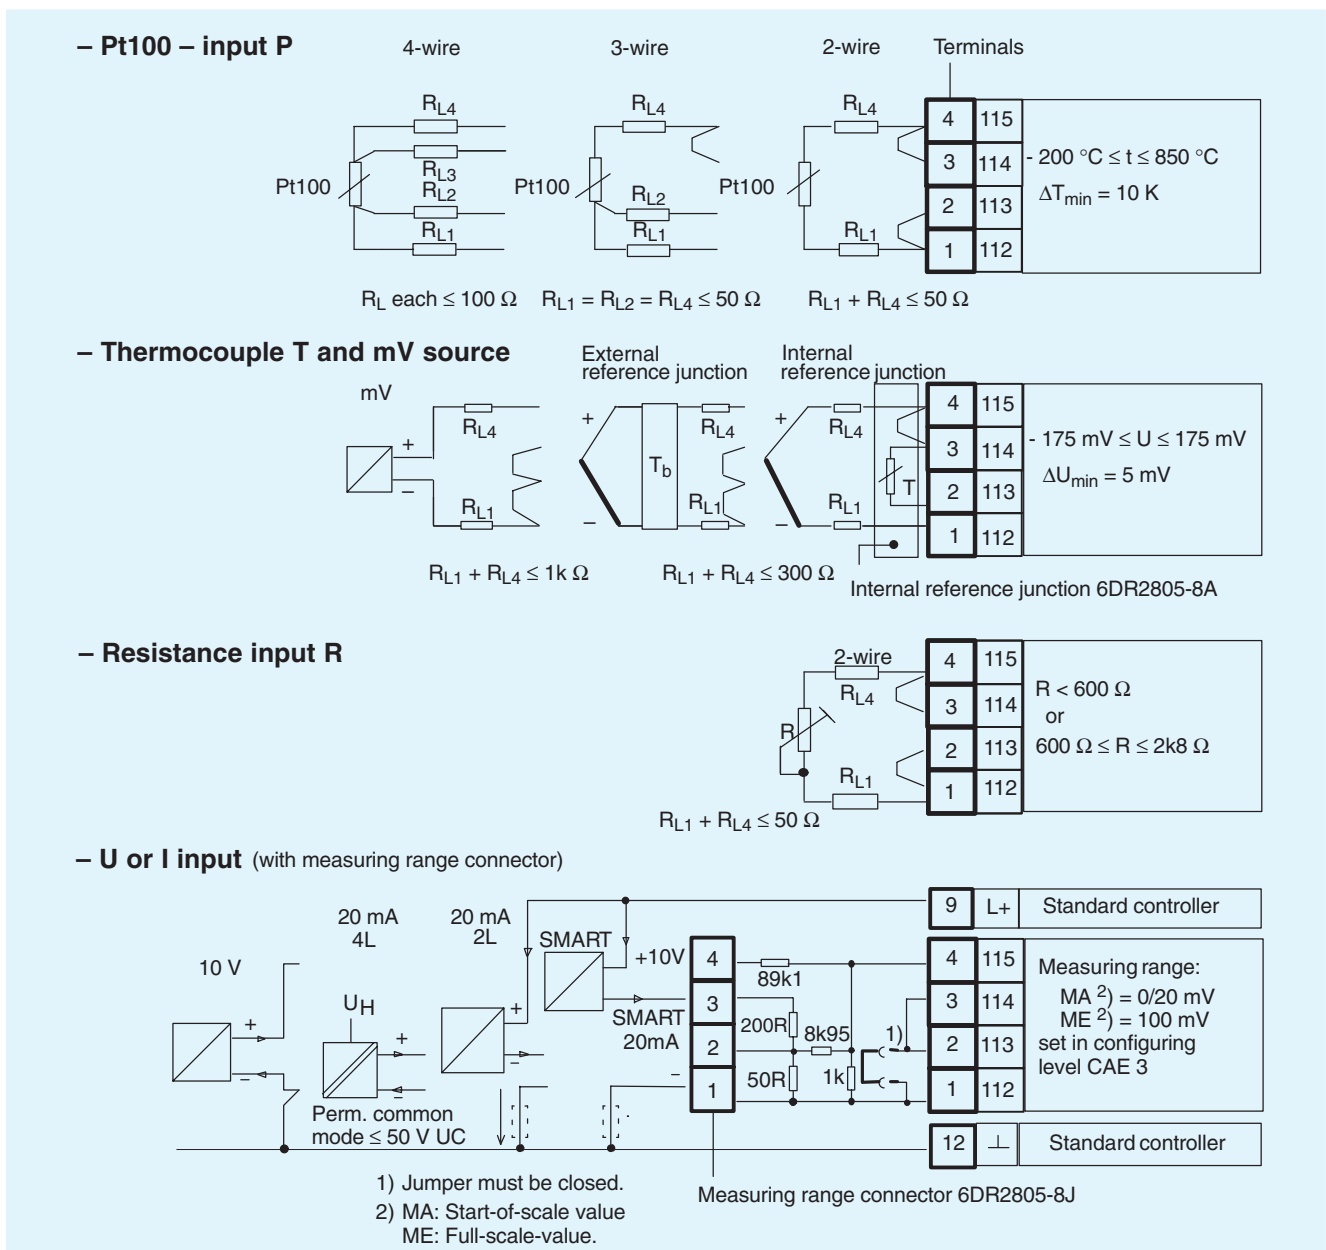 – Pt100 – input P
4-wire
3-wire
2-wire
Terminals
RL4
RL3
RL2
RL1
Pt100
RL4
RL2
RL1
Pt100
RL4
RL1
Pt100
4 115
3 114
2 113
1 112
- 200 °C ≤ t ≤ 850 °C
ΔTmin = 10 K
RL each ≤ 100 Ω
RL1 = RL2 = RL4 ≤ 50 Ω
RL1 + RL4 ≤ 50 Ω
– Thermocouple T and mV source
External
reference junction
Internal
reference junction
mV
+
–
RL4
RL1
+
–
Tb
RL4
RL1
+
–
RL4
RL1
T
4 115
3 114
2 113
1 112
- 175 mV ≤ U ≤ 175 mV
ΔUmin = 5 mV
RL1 + RL4 ≤ 1k Ω
RL1 + RL4 ≤ 300 Ω
Internal reference junction 6DR2805-8A
– Resistance input R
2-wire
RL4
R
RL1
4 115
3 114
2 113
1 112
R < 600 Ω
or
600 Ω ≤ R ≤ 2k8 Ω
RL1 + RL4 ≤ 50 Ω
– U or I input (with measuring range connector)
9 L+ Standard controller
10 V
+
–
20 mA
4L
UH
+
–
20 mA
2L
+
–
SMART
+10V
SMART
20mA
–
4
3
2
1
89k1
200R
8k95
50R
1k
1)
4 115
3 114
2 113
1 112
Measuring range:
MA 2) = 0/20 mV
ME 2) = 100 mV
set in configuring
level CAE 3
Perm. common
mode ≤ 50 V UC
12 ⊥ Standard controller
1) Jumper must be closed.
2) MA: Start-of-scale value
ME: Full-scale-value.
Measuring range connector 6DR2805-8J